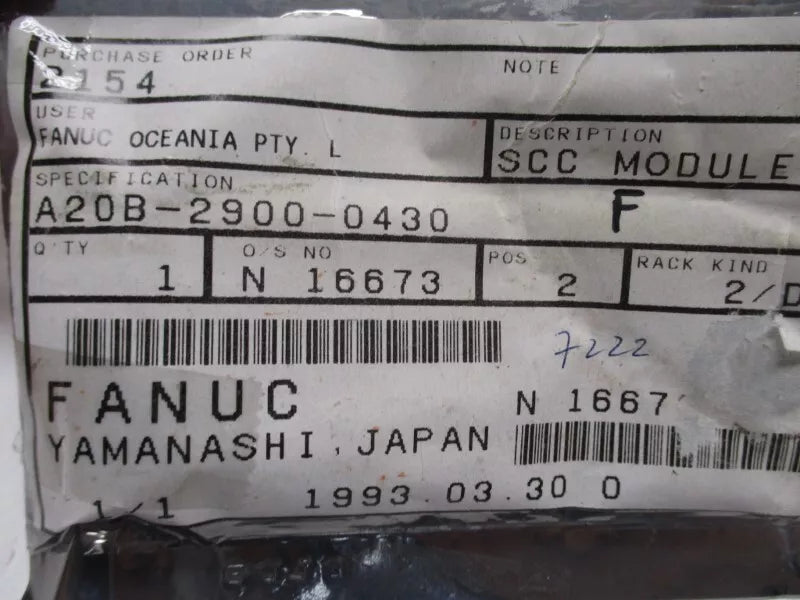 PURCHASE ORDER
2154
NOTE
USER
FANUC OCEANIA PTY. L
DESCRIPTION
SCC MODULE
SPECIFICATION
A20B-2900-0430
F
Q'TY
1
O/S NO
N 16673
POS
2
RACK KIND
2/D
7222
FANUC
N 1667
YAMANASHI, JAPAN
1/1
1993.03.30 0